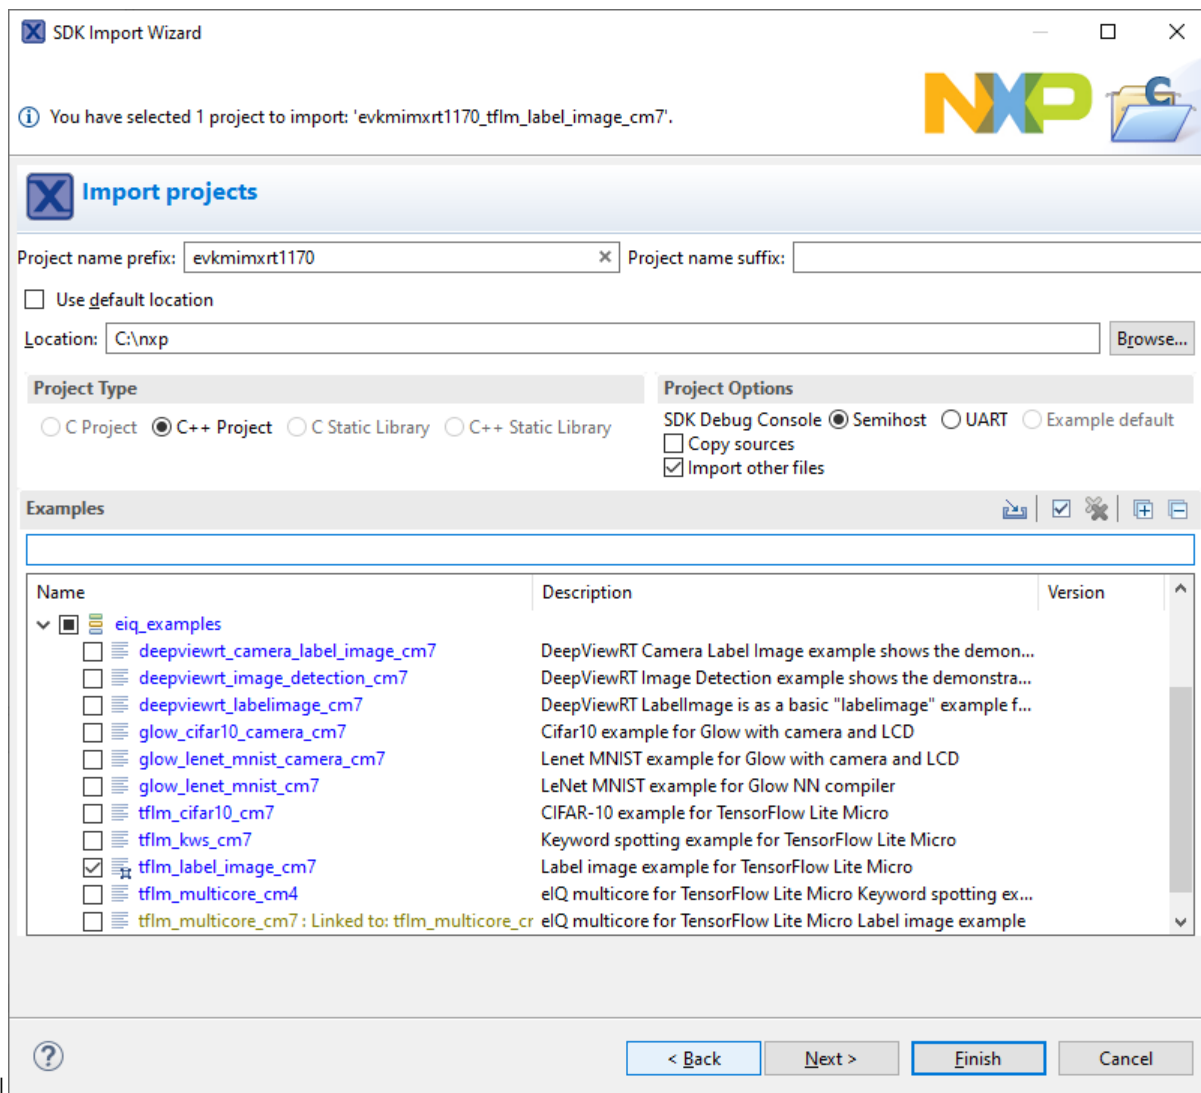 SDK Import Wizard
You have selected 1 project to import: 'evkmimxrt1170_tflm_label_image_cm7'.
NXP
C
Import projects
Project name prefix: evkmimxrt1170 Project name suffix:
Use default location
Location: C:\nxp Browse...
Project Type Project Options
C Project C++ Project C Static Library C++ Static Library
SDK Debug Console Semihost UART Example default
Copy sources
Import other files
Examples
Name Description Version
eiq_examples
deepviewrt_camera_label_image_cm7 DeepViewRT Camera Label Image example shows the demon...
deepviewrt_image_detection_cm7 DeepViewRT Image Detection example shows the demonstra...
deepviewrt_labelimage_cm7 DeepViewRT LabelImage is as a basic "labelimage" example f...
glow_cifar10_camera_cm7 Cifar10 example for Glow with camera and LCD
glow_lenet_mnist_camera_cm7 Lenet MNIST example for Glow with camera and LCD
glow_lenet_mnist_cm7 LeNet MNIST example for Glow NN compiler
tflm_cifar10_cm7 CIFAR-10 example for TensorFlow Lite Micro
tflm_kws_cm7 Keyword spotting example for TensorFlow Lite Micro
tflm_label_image_cm7 Label image example for TensorFlow Lite Micro
tflm_multicore_cm4 eIQ multicore for TensorFlow Lite Micro Keyword spotting ex...
tflm_multicore_cm7 : Linked to: tflm_multicore_cr eIQ multicore for TensorFlow Lite Micro Label image example
< Back Next > Finish Cancel